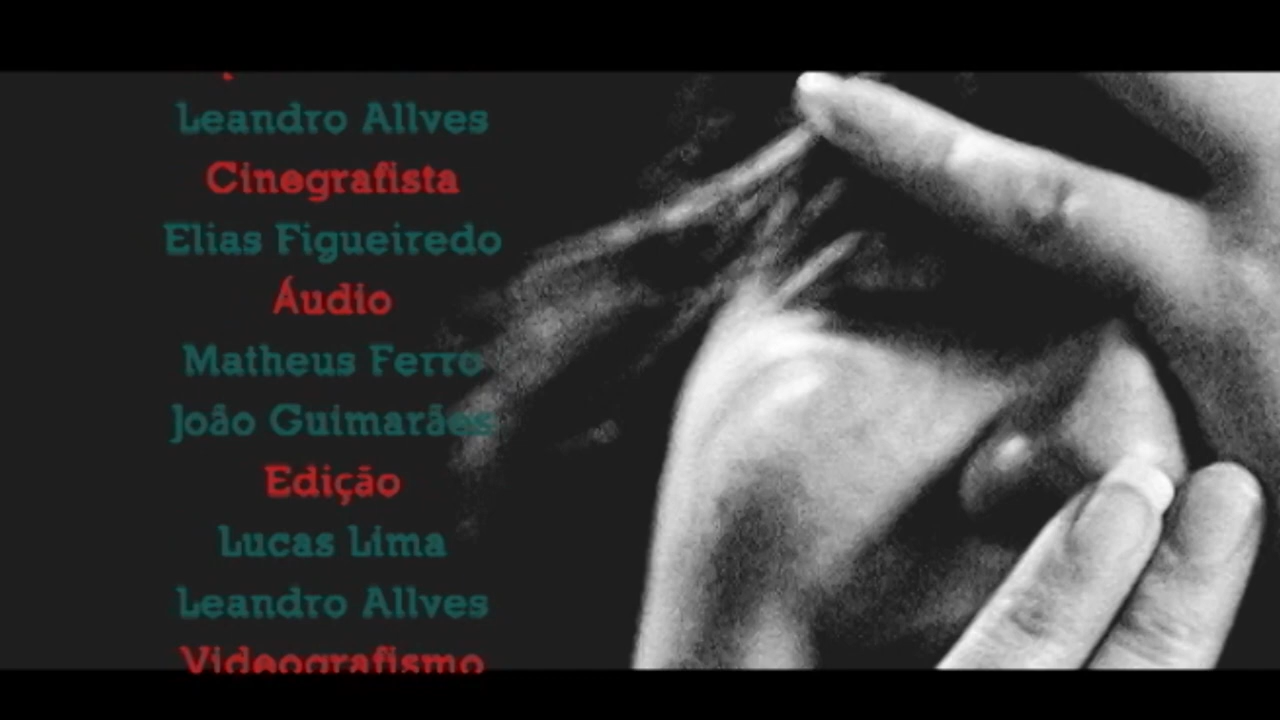 Leandro Allves
Cinegrafista
Elias Figueiredo
Áudio
Matheus Ferro
João Guimarães
Edição
Lucas Lima
Leandro Allves
Videografismo